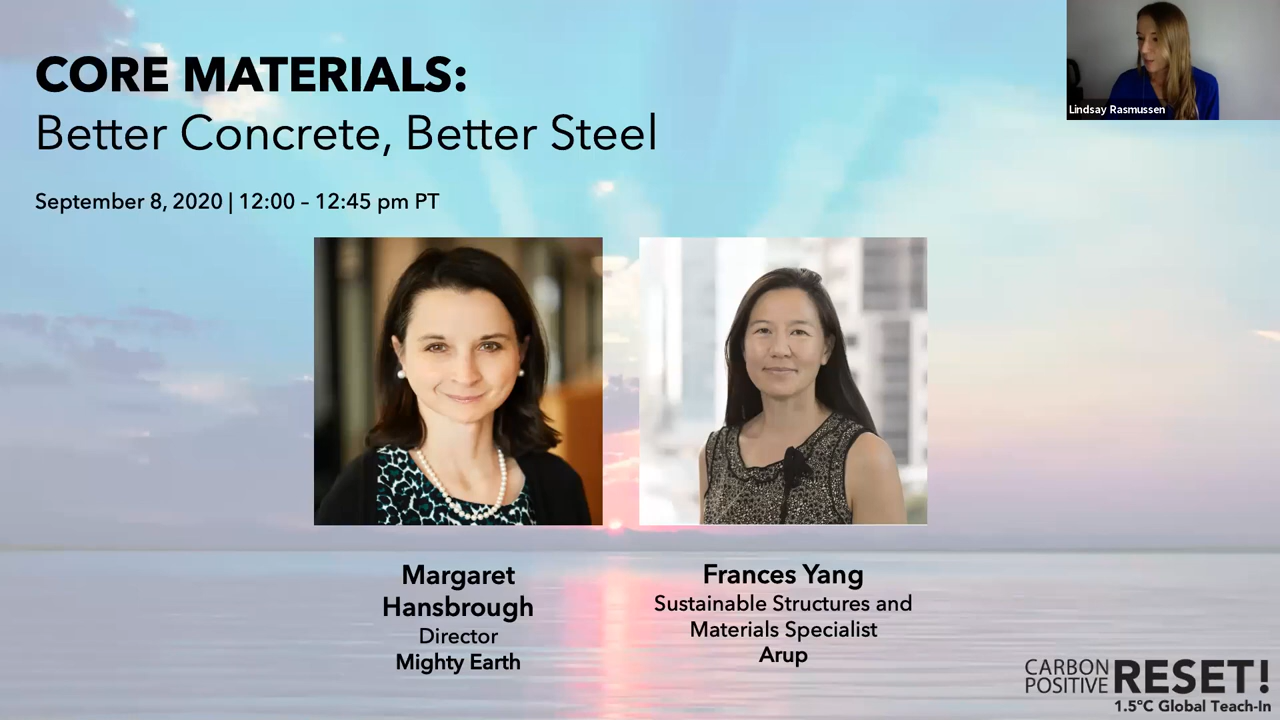 CORE MATERIALS:
Better Concrete, Better Steel
September 8, 2020 | 12:00 – 12:45 pm PT
Lindsay Rasmussen
Margaret
Hansbrough
Director
Mighty Earth
Frances Yang
Sustainable Structures and
Materials Specialist
Arup
CARBON
POSITIVE
RESET!
1.5°C Global Teach-In